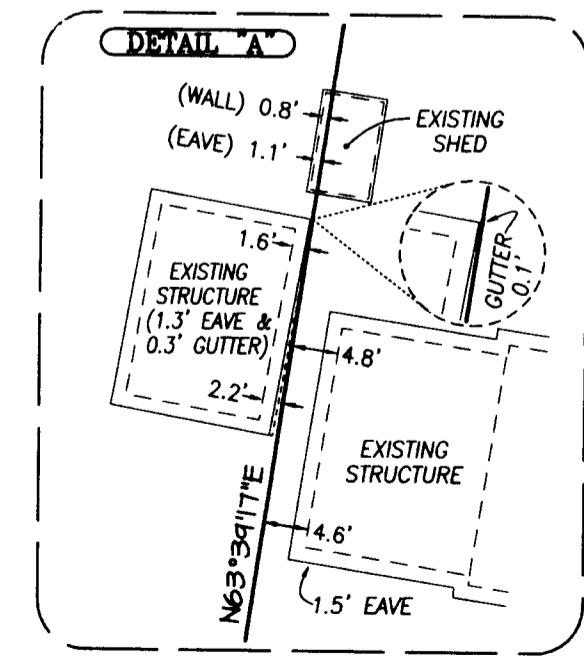 DETAIL "A"
(WALL) 0.8'
(EAVE) 1.1'
EXISTING
SHED
1.6'
GUTTER
0.1'
EXISTING
STRUCTURE
(1.3' EAVE &
0.3' GUTTER)
4.8'
2.2'
EXISTING
STRUCTURE
N63°39'17"E
4.6'
1.5' EAVE